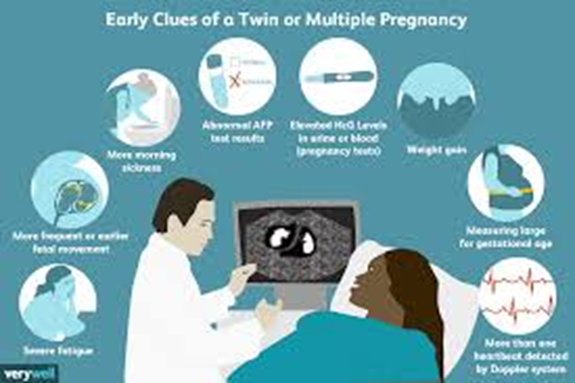 Early Clues of a Twin or Multiple Pregnancy
Abnormal AFP
test results
Elevated HcG Levels
in urine or blood
(pregnancy tests)
Weight gain
More morning
sickness
Measuring large
for gestational age
More frequent or earlier
fetal movement
Severe fatigue
More than one
heartbeat detected
by Doppler system
verywell